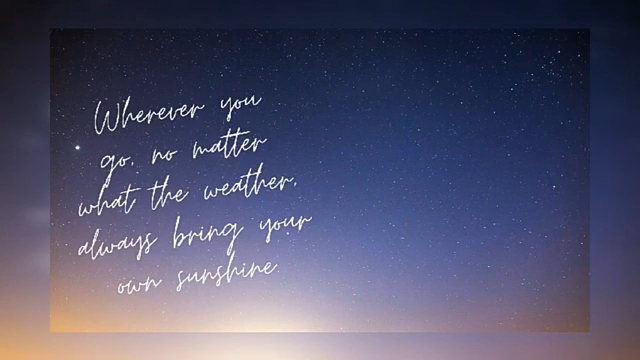 Wherever you
go, no matter
what the weather,
always bring your
own sunshine